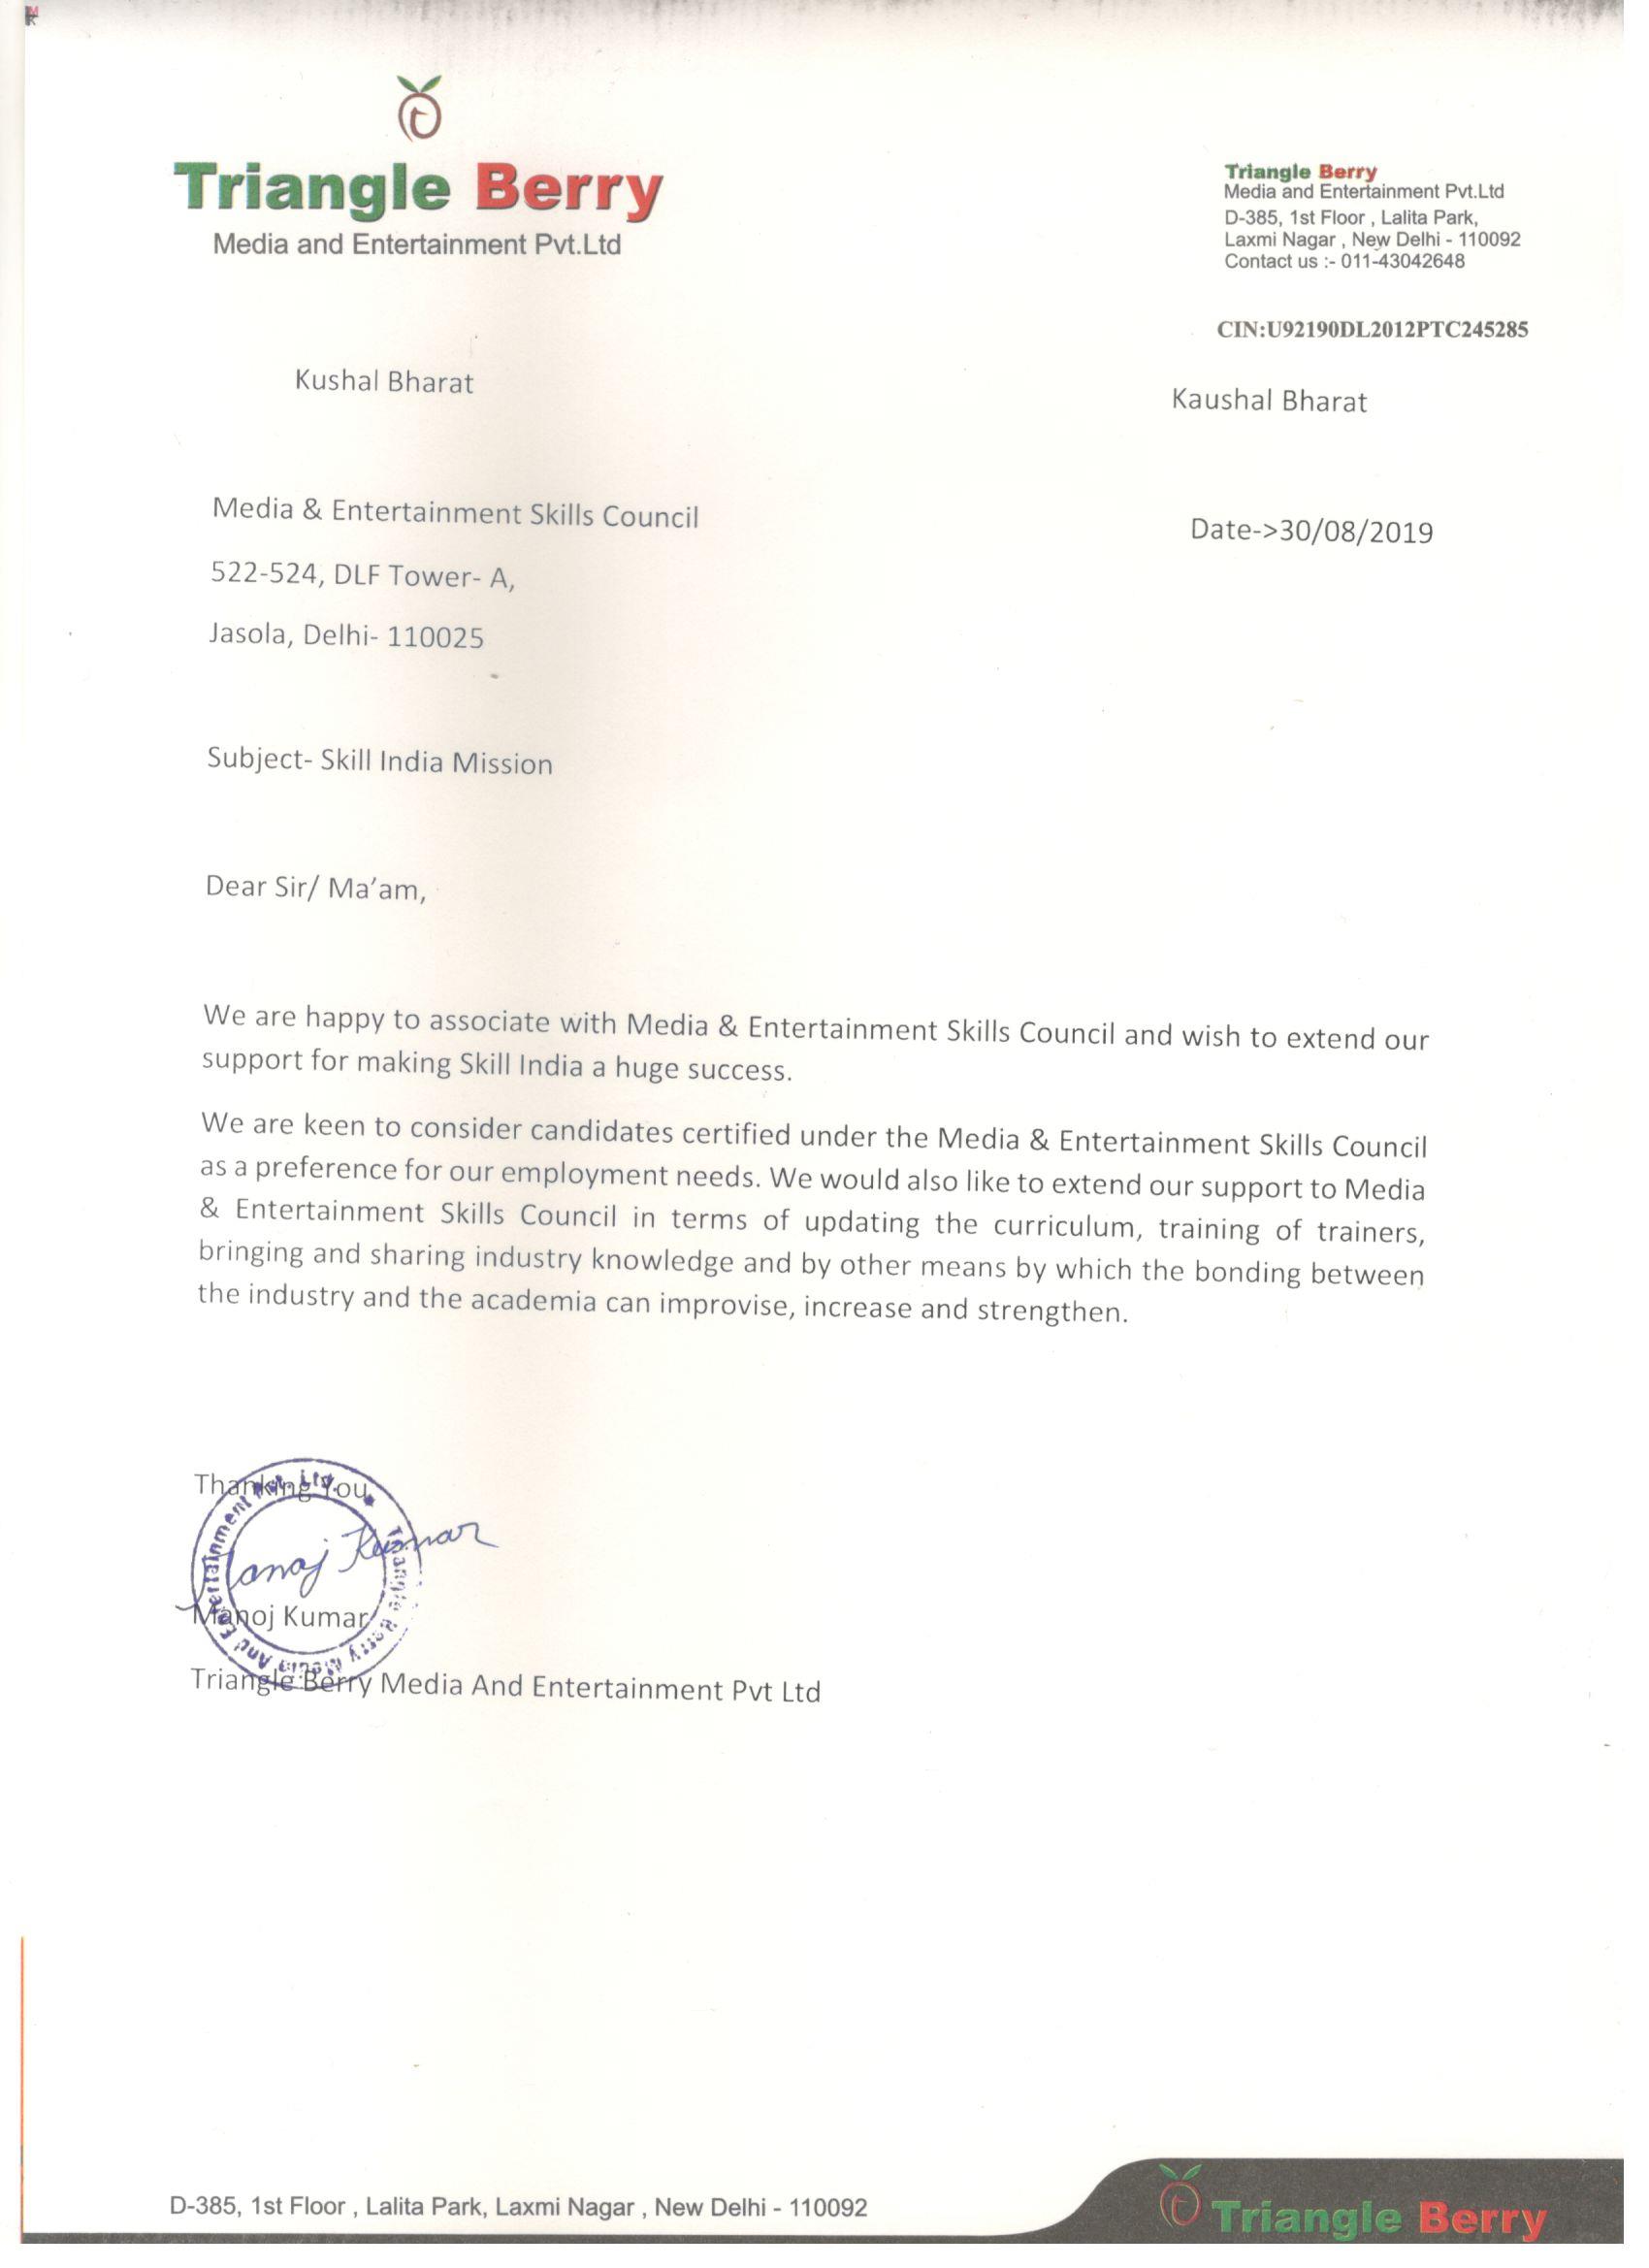 Triangle Berry
Media and Entertainment Pvt.Ltd
Triangle Berry
Media and Entertainment Pvt.Ltd
D-385, 1st Floor , Lalita Park,
Laxmi Nagar , New Delhi - 110092
Contact us :- 011-43042648
CIN:U92190DL2012PTC245285
Kushal Bharat
Kaushal Bharat
Media & Entertainment Skills Council
Date->30/08/2019
522-524, DLF Tower- A,
Jasola, Delhi- 110025
Subject- Skill India Mission
Dear Sir/ Ma’am,
We are happy to associate with Media & Entertainment Skills Council and wish to extend our
support for making Skill India a huge success.
We are keen to consider candidates certified under the Media & Entertainment Skills Council
as a preference for our employment needs. We would also like to extend our support to Media
& Entertainment Skills Council in terms of updating the curriculum, training of trainers,
bringing and sharing industry knowledge and by other means by which the bonding between
the industry and the academia can improvise, increase and strengthen.
Thanking You
Triangle Berry Media And Entertainment Pvt. Ltd.
Manoj Kumar
Manoj Kumar
Triangle Berry Media And Entertainment Pvt Ltd
D-385, 1st Floor , Lalita Park, Laxmi Nagar , New Delhi - 110092
Triangle Berry